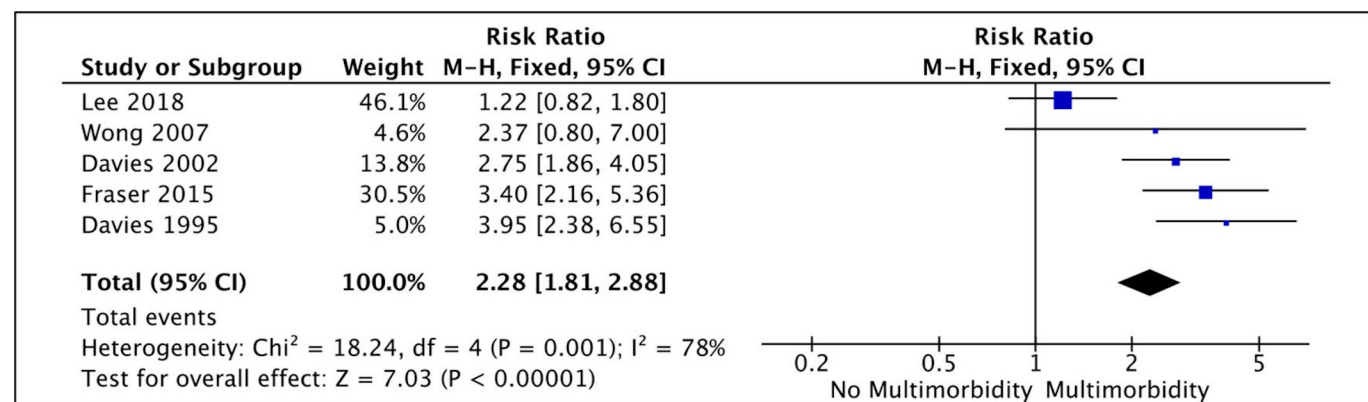 Risk Ratio Risk Ratio
Study or Subgroup Weight M-H, Fixed, 95% CI M-H, Fixed, 95% CI
Lee 2018 46.1% 1.22 [0.82, 1.80]
Wong 2007 4.6% 2.37 [0.80, 7.00]
Davies 2002 13.8% 2.75 [1.86, 4.05]
Fraser 2015 30.5% 3.40 [2.16, 5.36]
Davies 1995 5.0% 3.95 [2.38, 6.55]
Total (95% CI) 100.0% 2.28 [1.81, 2.88]
Total events
Heterogeneity: Chi² = 18.24, df = 4 (P = 0.001); I² = 78%
Test for overall effect: Z = 7.03 (P < 0.00001)
0.2 0.5 1 2 5
No Multimorbidity Multimorbidity